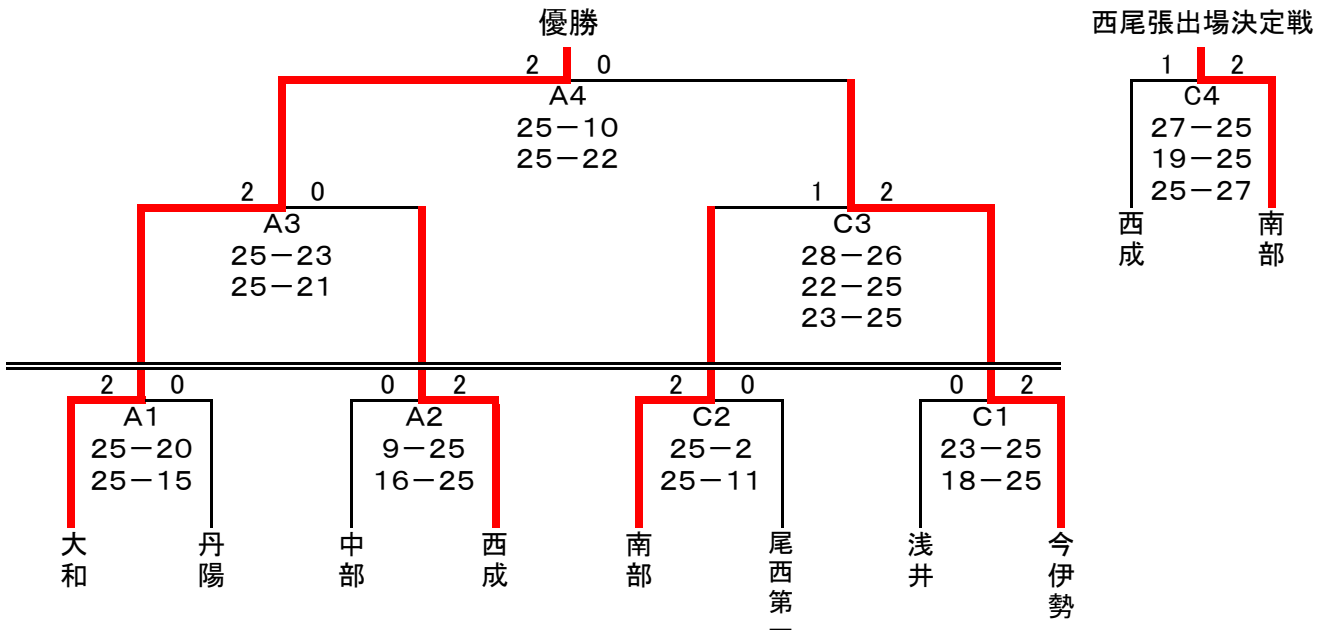 優勝
2 0
A4
25-10
25-22
西尾張出場決定戦
1 2
C4
27-25
19-25
25-27
西成
南部
2 0
A3
25-23
25-21
1 2
C3
28-26
22-25
23-25
2 0
A1
25-20
25-15
0 2
A2
9-25
16-25
2 0
C2
25-2
25-11
0 2
C1
23-25
18-25
大和
丹陽
中部
西成
南部
尾西第
浅井
今伊勢